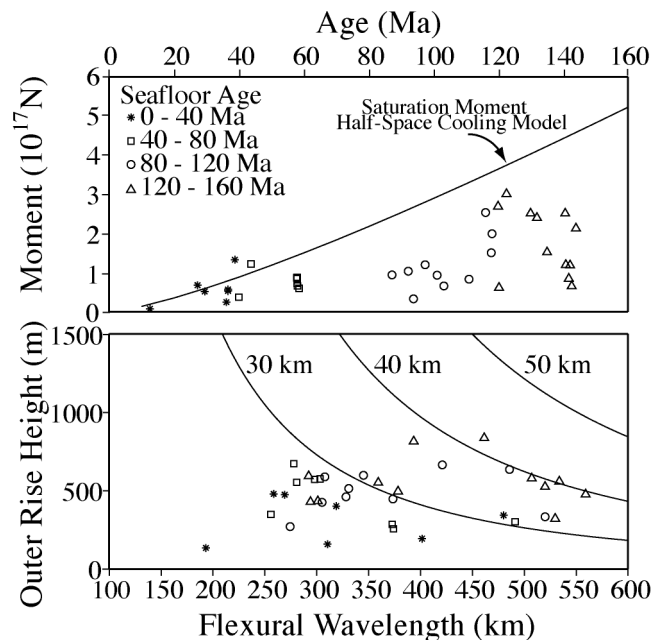 Age (Ma)
0 20 40 60 80 100 120 140 160
6
5
4
3
2
1
0
Moment (10^17N)
Seafloor Age
0 - 40 Ma
40 - 80 Ma
80 - 120 Ma
120 - 160 Ma
Saturation Moment
Half-Space Cooling Model
1500
1000
500
0
Outer Rise Height (m)
30 km 40 km 50 km
100 150 200 250 300 350 400 450 500 550 600
Flexural Wavelength (km)